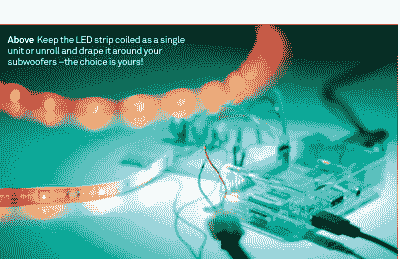 Above Keep the LED strip coiled as a single
unit or unroll and drape it around your
subwoofers –the choice is yours!